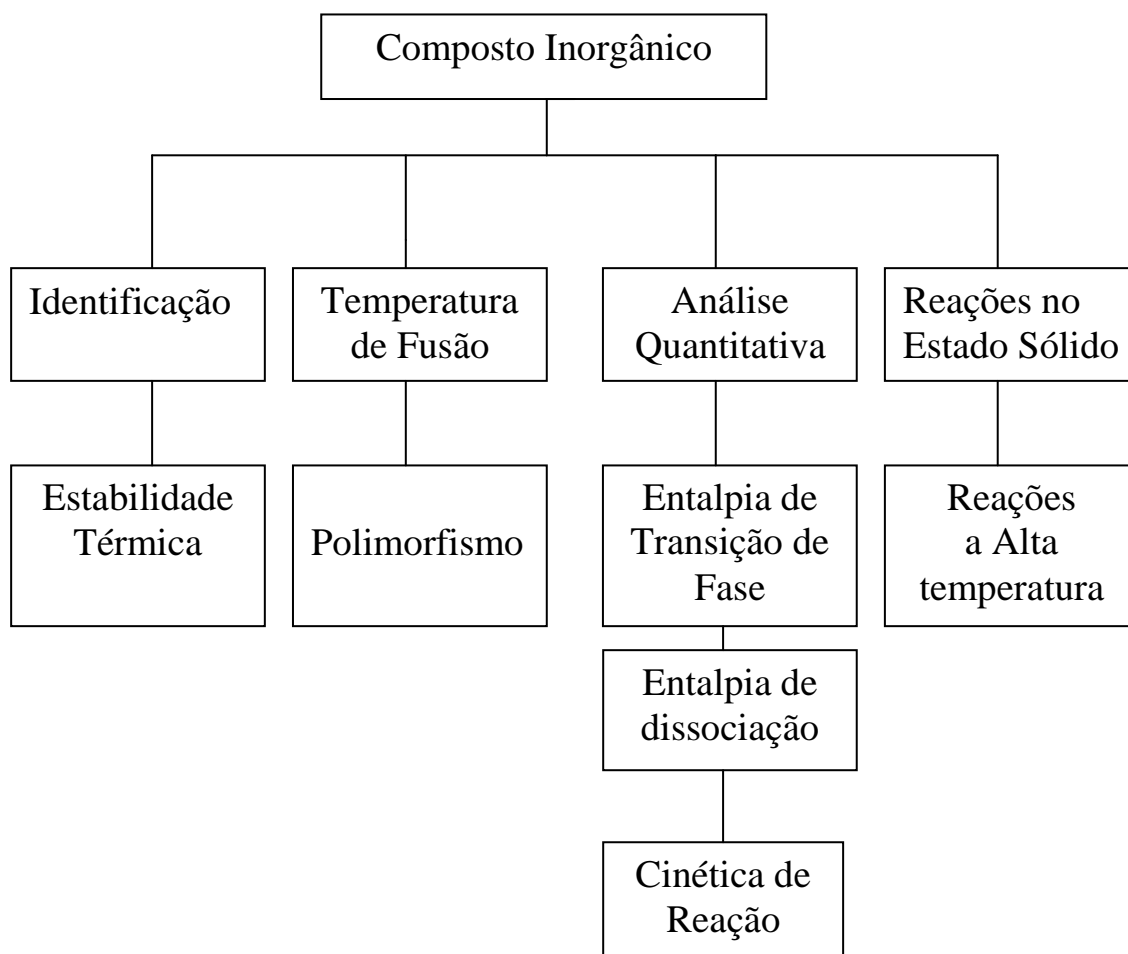 Composto Inorgânico
Identificação
Temperatura
de Fusão
Análise
Quantitativa
Reações no
Estado Sólido
Estabilidade
Térmica
Polimorfismo
Entalpia de
Transição de
Fase
Reações
a Alta
temperatura
Entalpia de
dissociação
Cinética de
Reação